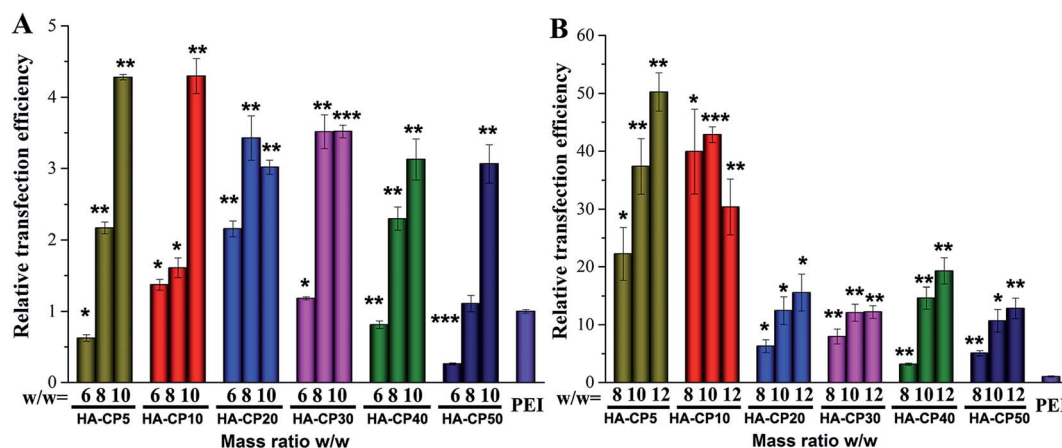 A
Relative transfection efficiency
5
4
3
2
1
0
* ** **
* * **
** ** **
* ** ***
** ** **
*** **
w/w= 6 8 10 6 8 10 6 8 10 6 8 10 6 8 10 6 8 10 PEI
HA-CP5 HA-CP10 HA-CP20 HA-CP30 HA-CP40 HA-CP50
Mass ratio w/w
B
Relative transfection efficiency
60
50
40
30
20
10
0
* ** **
* *** **
* * *
** ** **
** ** **
** * **
w/w= 8 10 12 8 10 12 8 10 12 8 10 12 8 10 12 8 10 12 PEI
HA-CP5 HA-CP10 HA-CP20 HA-CP30 HA-CP40 HA-CP50
Mass ratio w/w